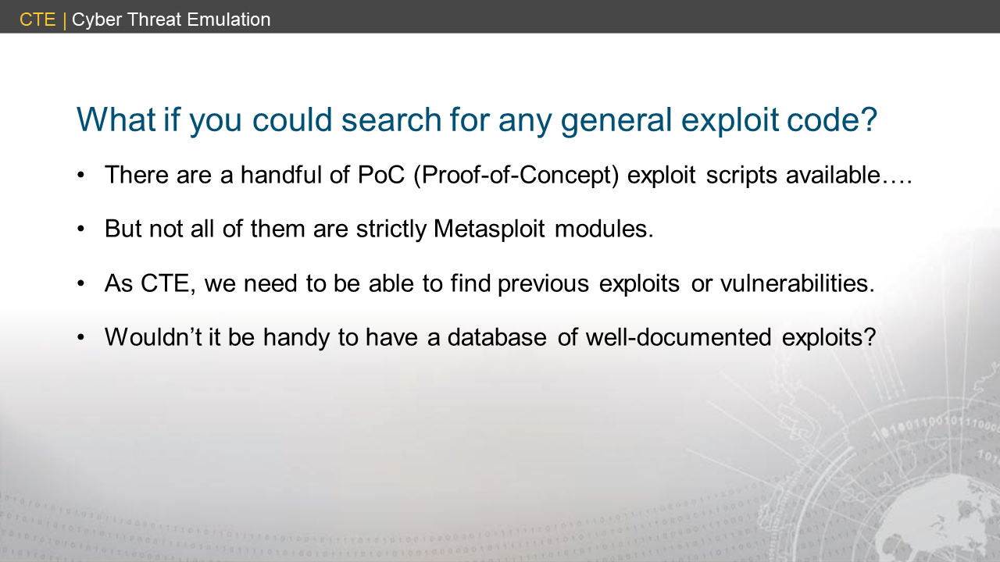 CTE | Cyber Threat Emulation
What if you could search for any general exploit code?
• There are a handful of PoC (Proof-of-Concept) exploit scripts available….
• But not all of them are strictly Metasploit modules.
• As CTE, we need to be able to find previous exploits or vulnerabilities.
• Wouldn’t it be handy to have a database of well-documented exploits?